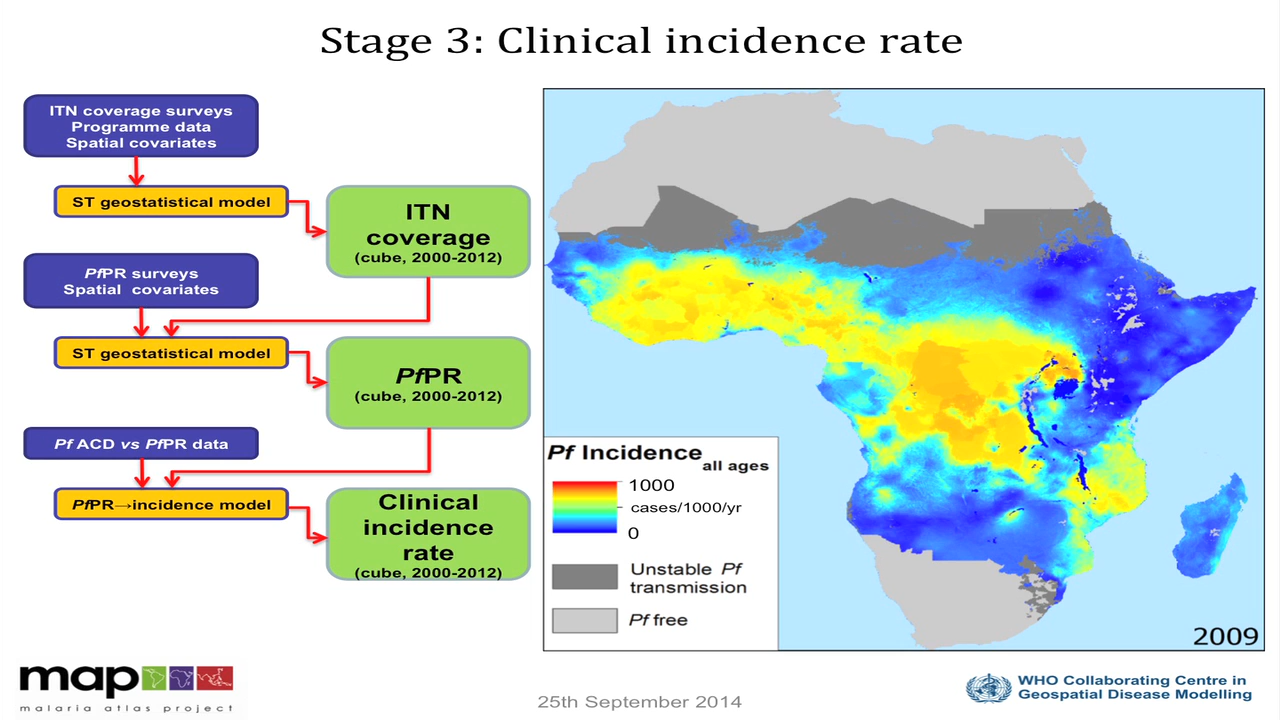 Stage 3: Clinical incidence rate
ITN coverage surveys
Programme data
Spatial covariates
ST geostatistical model
ITN
coverage
(cube, 2000-2012)
PfPR surveys
Spatial covariates
ST geostatistical model
PfPR
(cube, 2000-2012)
Pf ACD vs PfPR data
PfPR→incidence model
Clinical
incidence
rate
(cube, 2000-2012)
Pf Incidence
all ages
1000
cases/1000/yr
0
Unstable Pf
transmission
Pf free
2009
map
malaria atlas project
25th September 2014
WHO Collaborating Centre in
Geospatial Disease Modelling